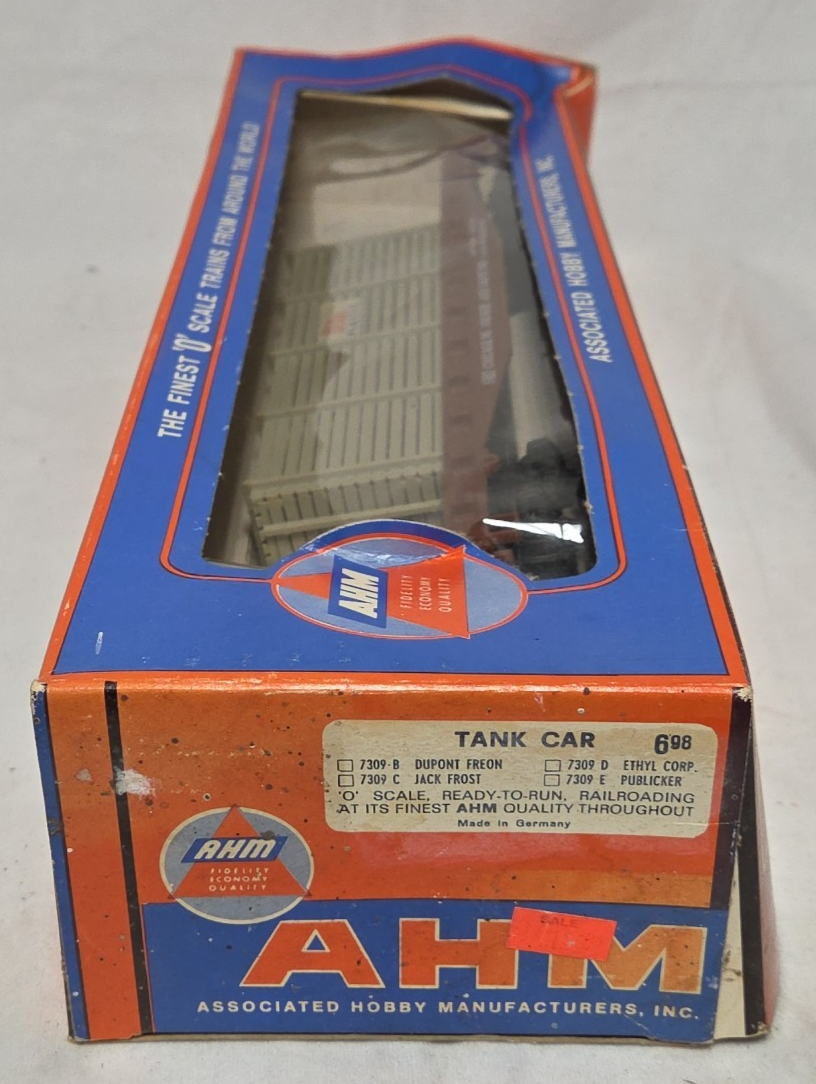 THE FINEST 'O' SCALE TRAINS FROM AROUND THE WORLD
ASSOCIATED HOBBY MANUFACTURERS, INC.
AHM
FIDELITY
ECONOMY
QUALITY
TANK CAR 698
7309-B DUPONT FREON
7309 D ETHYL CORP.
7309 C JACK FROST
7309 E PUBLICKER
'O' SCALE, READY-TO-RUN, RAILROADING
AT ITS FINEST AHM QUALITY THROUGHOUT
Made in Germany
AHM
FIDELITY
ECONOMY
QUALITY
SALE
AHM
ASSOCIATED HOBBY MANUFACTURERS, INC.